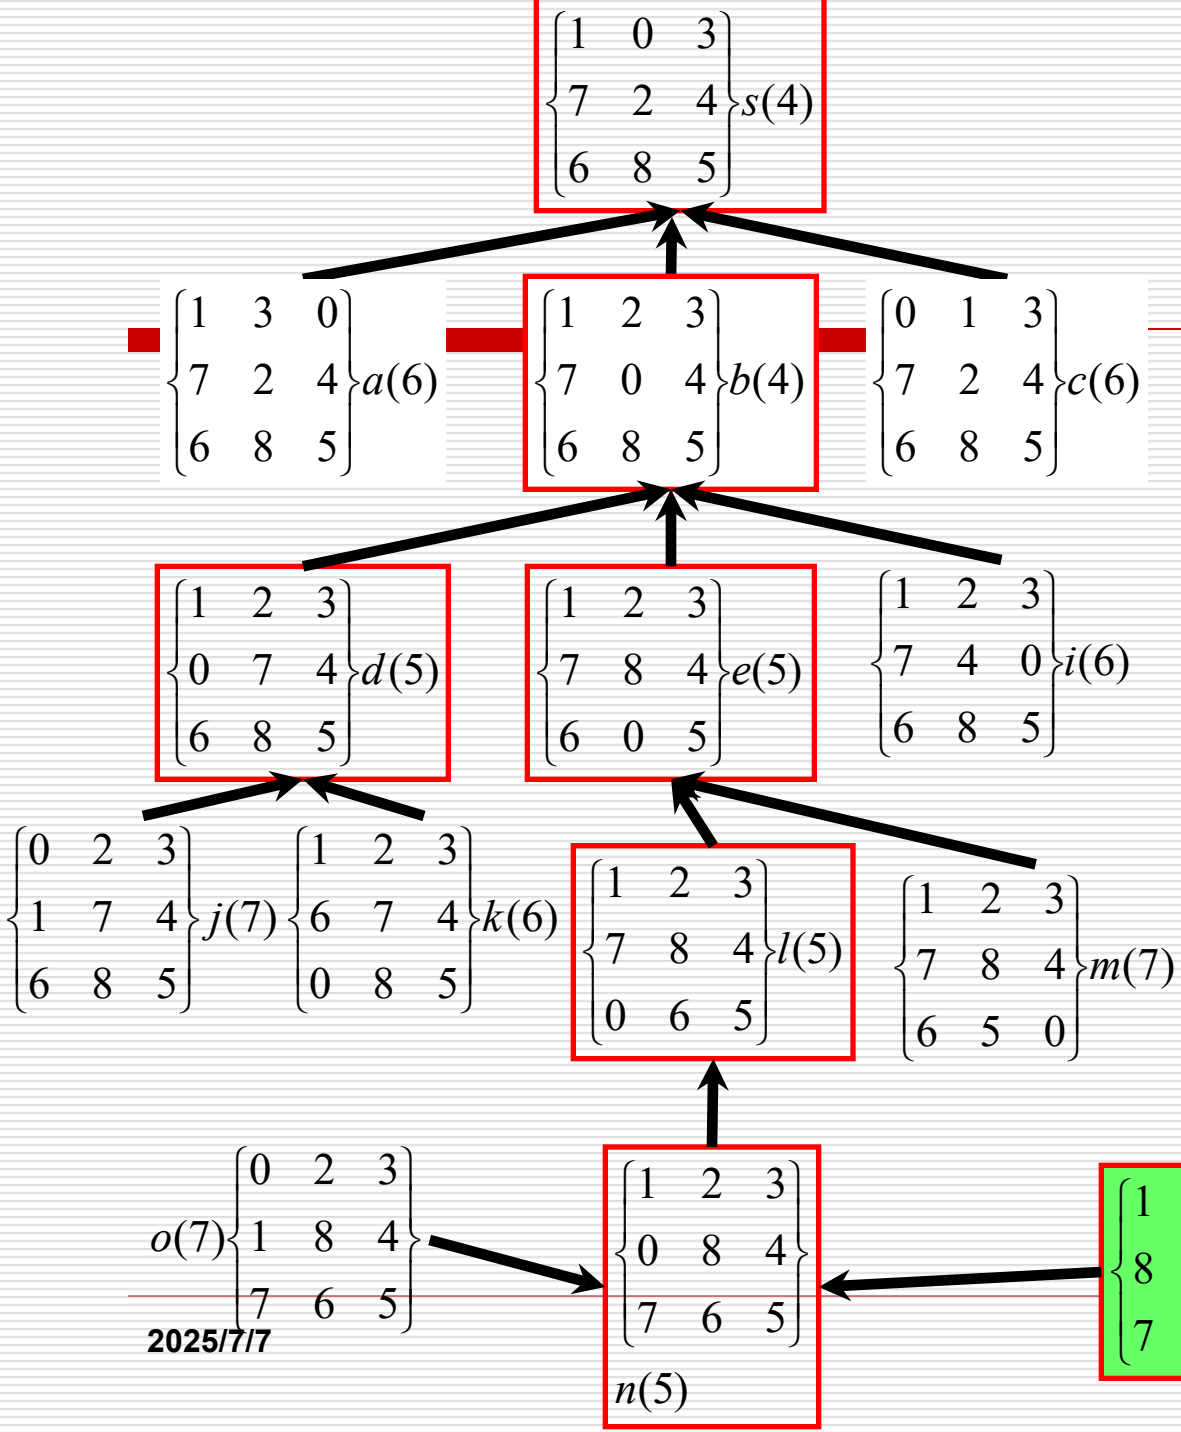 1 0 3
7 2 4 s(4)
6 8 5
1 3 0
7 2 4 a(6)
6 8 5
1 2 3
7 0 4 b(4)
6 8 5
0 1 3
7 2 4 c(6)
6 8 5
1 2 3
0 7 4 d(5)
6 8 5
1 2 3
7 8 4 e(5)
6 0 5
1 2 3
7 4 0 i(6)
6 8 5
0 2 3
1 7 4 j(7)
6 8 5
1 2 3
6 7 4 k(6)
0 8 5
1 2 3
7 8 4 l(5)
0 6 5
1 2 3
7 8 4 m(7)
6 5 0
0 2 3
o(7) 1 8 4
7 6 5
1 2 3
0 8 4
7 6 5
n(5)
1
8
7
2025/7/7